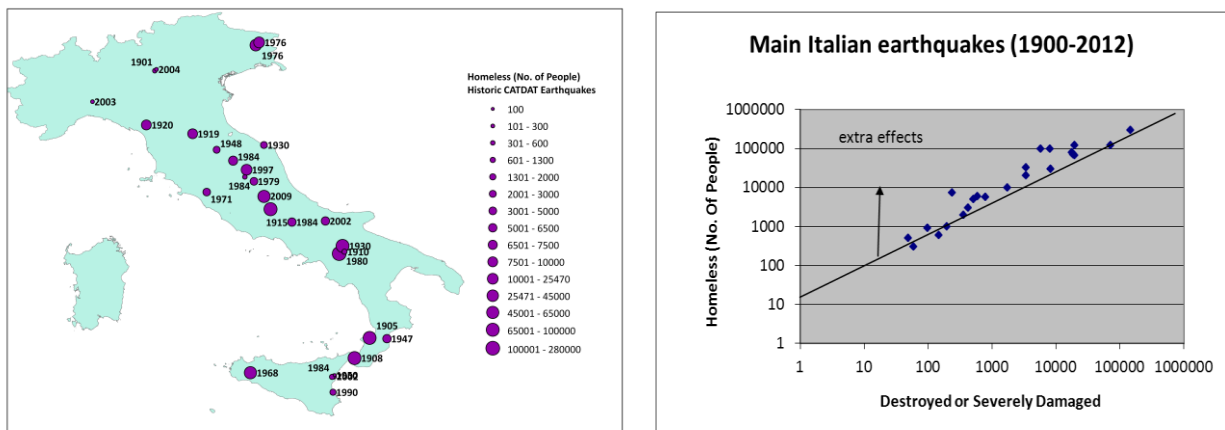 1976
1976
1901
2004
2003
1920
1919
1948
1930
1984
1997
1984
1979
1971
2009
1915
1984
2002
1930
1910
1980
1905
1947
1908
1968
1984
2002
1990
Homeless (No. of People)
Historic CATDAT Earthquakes
100
101 - 300
301 - 600
601 - 1300
1301 - 2000
2001 - 3000
3001 - 5000
5001 - 6500
6501 - 7500
7501 - 10000
10001 - 25470
25471 - 45000
45001 - 65000
65001 - 100000
100001 - 280000
Main Italian earthquakes (1900-2012)
Homeless (No. Of People)
1000000
100000
10000
1000
100
10
1
extra effects
1 10 100 1000 10000 100000 1000000
Destroyed or Severely Damaged